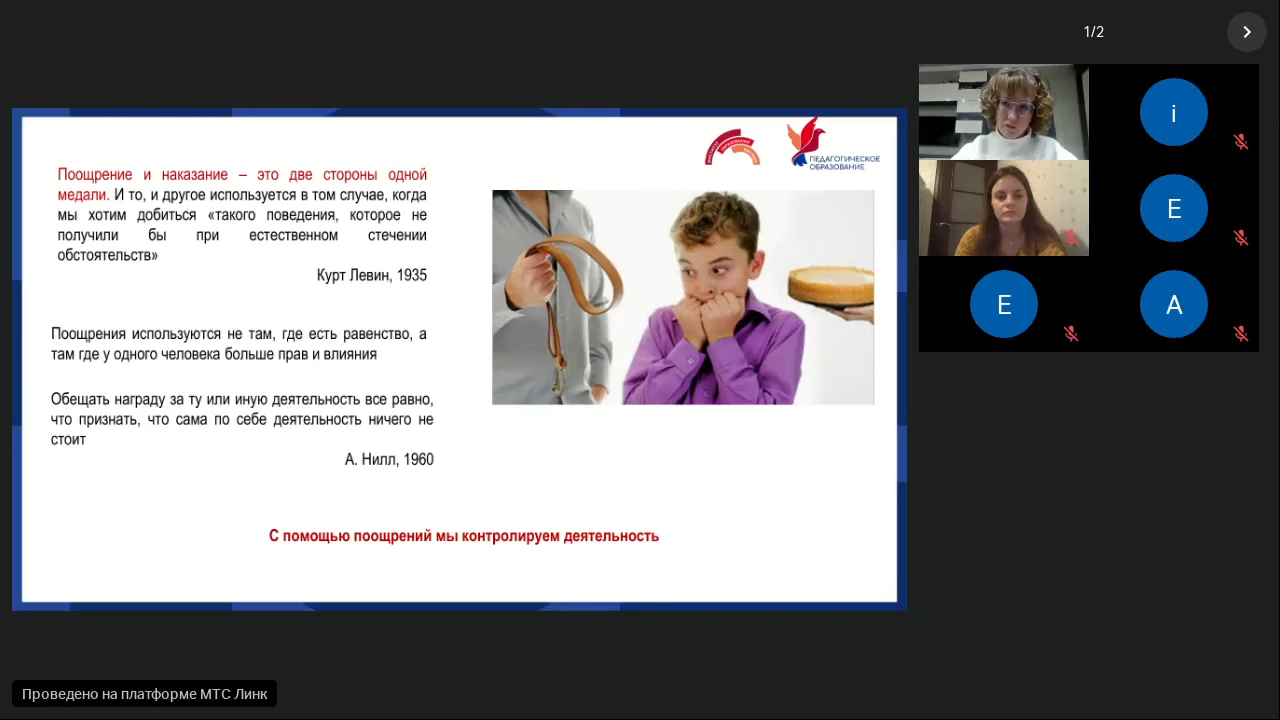 1/2
ПЕДАГОГИЧЕСКОЕ
ОБРАЗОВАНИЕ
Поощрение и наказание – это две стороны одной
медали. И то, и другое используется в том случае, когда
мы хотим добиться «такого поведения, которое не
получили бы при естественном стечении
обстоятельств»
Курт Левин, 1935
Поощрения используются не там, где есть равенство, а
там где у одного человека больше прав и влияния
Обещать награду за ту или иную деятельность все равно,
что признать, что сама по себе деятельность ничего не
стоит
А. Нилл, 1960
С помощью поощрений мы контролируем деятельность
i
E
E
A
Проведено на платформе МТС Линк